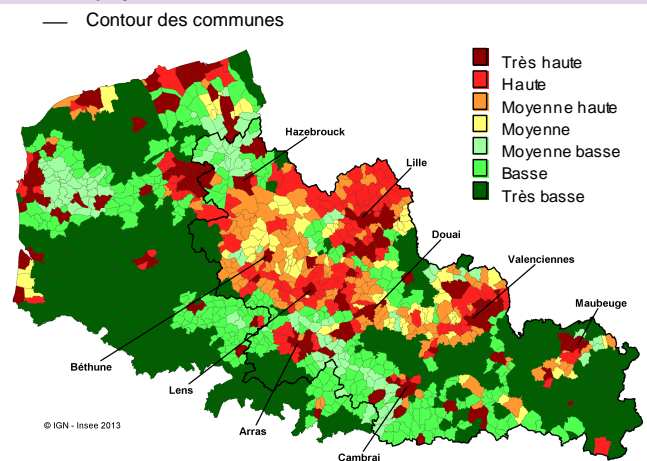 Contour des communes
Très haute
Haute
Moyenne haute
Moyenne
Moyenne basse
Basse
Très basse
Hazebrouck
Lille
Douai
Valenciennes
Maubeuge
Béthune
Lens
Arras
Cambrai
© IGN - Insee 2013